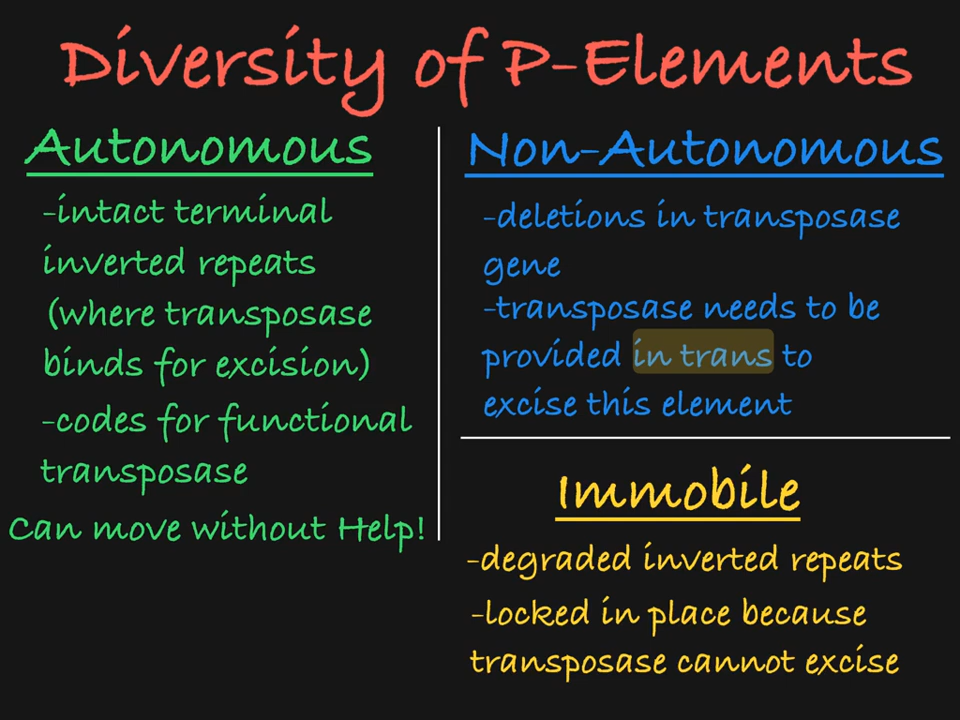 Diversity of P-Elements
Autonomous
-intact terminal
inverted repeats
(where transposase
binds for excision)
-codes for functional
transposase
Can move without Help!
Non-Autonomous
-deletions in transposase
gene
-transposase needs to be
provided in trans to
excise this element
Immobile
-degraded inverted repeats
-locked in place because
transposase cannot excise